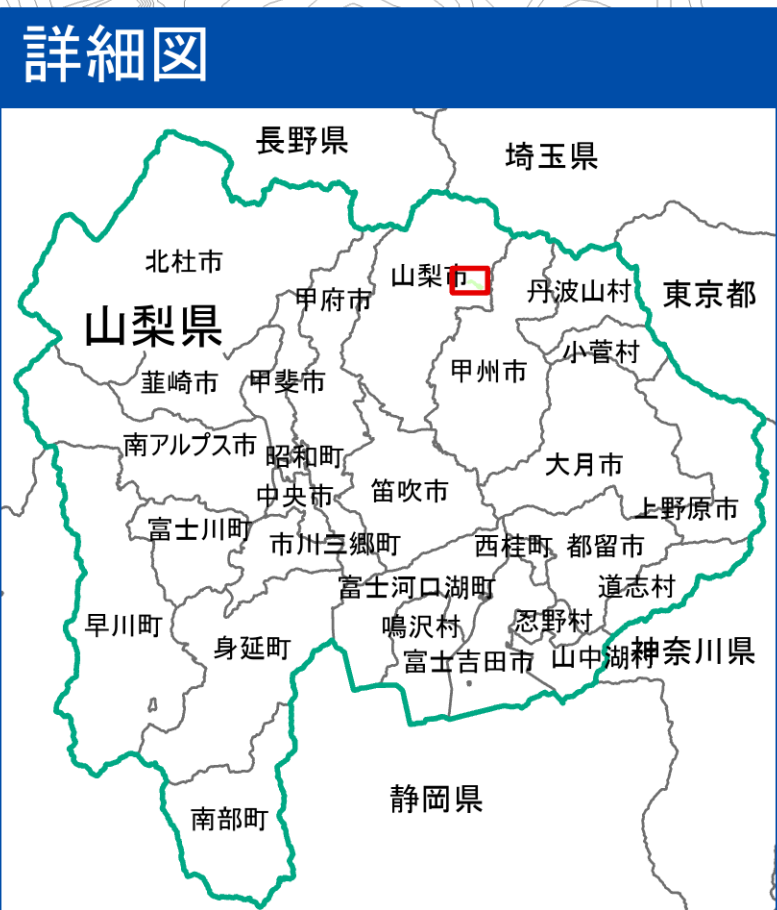 詳細図
長野県
埼玉県
北杜市
山梨市
甲府市
丹波山村
東京都
山梨県
小菅村
韮崎市
甲斐市
甲州市
南アルプス市
昭和町
大月市
中央市
笛吹市
上野原市
富士川町
市川三郷町
西桂町
都留市
富士河口湖町
道志村
早川町
鳴沢村
忍野村
身延町
富士吉田市
山中湖村
神奈川県
静岡県
南部町